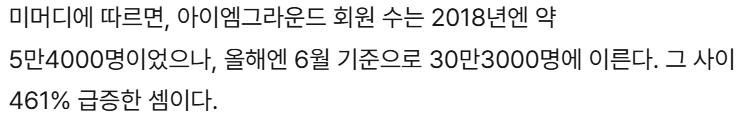 미머디에 따르면, 아이엠그라운드 회원 수는 2018년엔 약
5만4000명이었으나, 올해엔 6월 기준으로 30만3000명에 이른다. 그 사이
461% 급증한 셈이다.